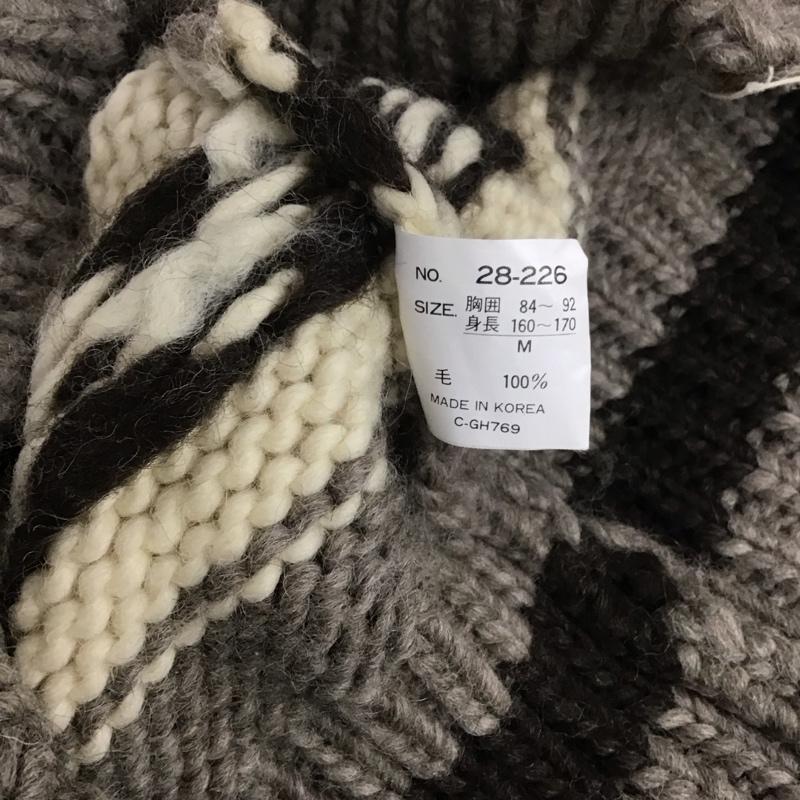 NO. 28-226
SIZE. 胸囲 84〜 92
身長 160〜170
M
毛 100%
MADE IN KOREA
C-GH769